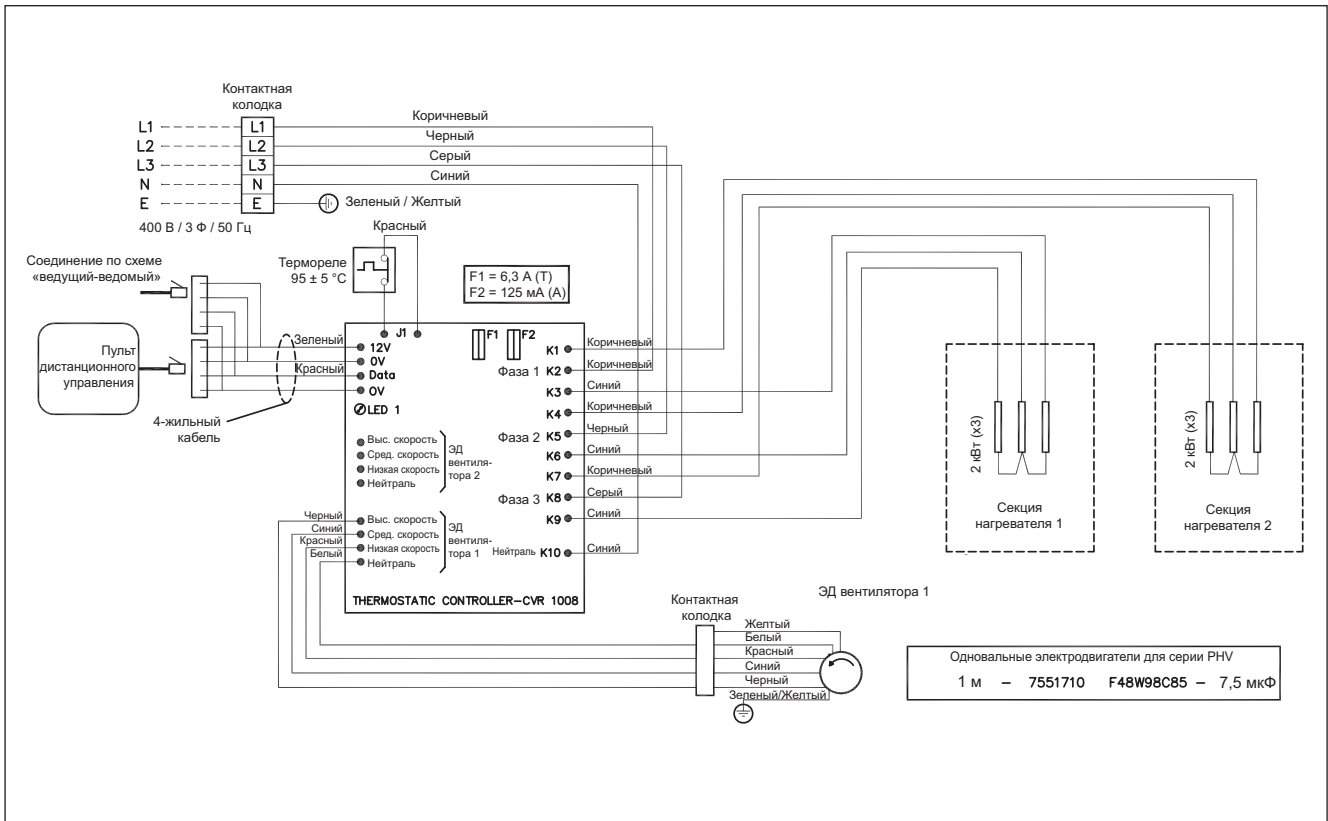 Контактная
колодка
L1 L1
L2 L2
L3 L3
N N
E E
Коричневый
Черный
Серый
Синий
Зеленый / Желтый
400 В / 3 Ф / 50 Гц
Красный
Соединение по схеме
«ведущий-ведомый»
Термореле
95 ± 5 °C
F1 = 6,3 А (Т)
F2 = 125 мА (А)
Пульт
дистанционного
управления
Зеленый
Красный
4-жильный
кабель
J1
F1
F2
12V
0V
Data
0V
LED 1
K1 Коричневый
Фаза 1 K2 Коричневый
K3 Синий
K4 Коричневый
Фаза 2 K5 Черный
K6 Синий
K7 Коричневый
Фаза 3 K8 Серый
K9 Синий
Нейтраль K10 Синий
Выс. скорость
Сред. скорость
Низкая скорость
Нейтраль
ЭД
вентиля-
тора 2
Черный
Синий
Красный
Белый
Выс. скорость
Сред. скорость
Низкая скорость
Нейтраль
ЭД
вентиля-
тора 1
THERMOSTATIC CONTROLLER-CVR 1008
2 кВт (x3)
Секция
нагревателя 1
2 кВт (x3)
Секция
нагревателя 2
Контактная
колодка
ЭД вентилятора 1
Желтый
Белый
Красный
Синий
Черный
Зеленый/Желтый
Одновальные электродвигатели для серии PHV
1 м – 7551710 F48W98C85 – 7,5 мкФ